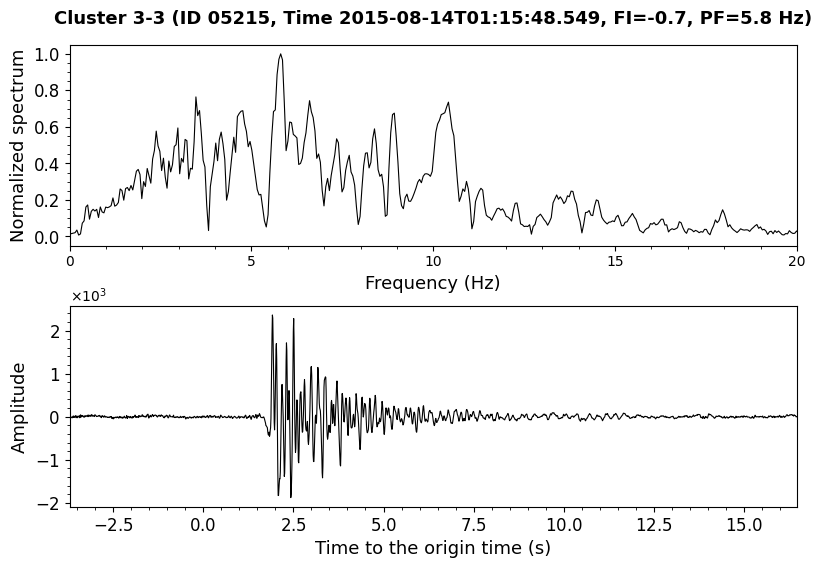 Cluster 3-3 (ID 05215, Time 2015-08-14T01:15:48.549, FI=-0.7, PF=5.8 Hz)
1.0
0.8
0.6
0.4
0.2
0.0
Normalized spectrum
0 5 10 15 20
Frequency (Hz)
×10³
2
1
0
−1
−2
Amplitude
−2.5 0.0 2.5 5.0 7.5 10.0 12.5 15.0
Time to the origin time (s)